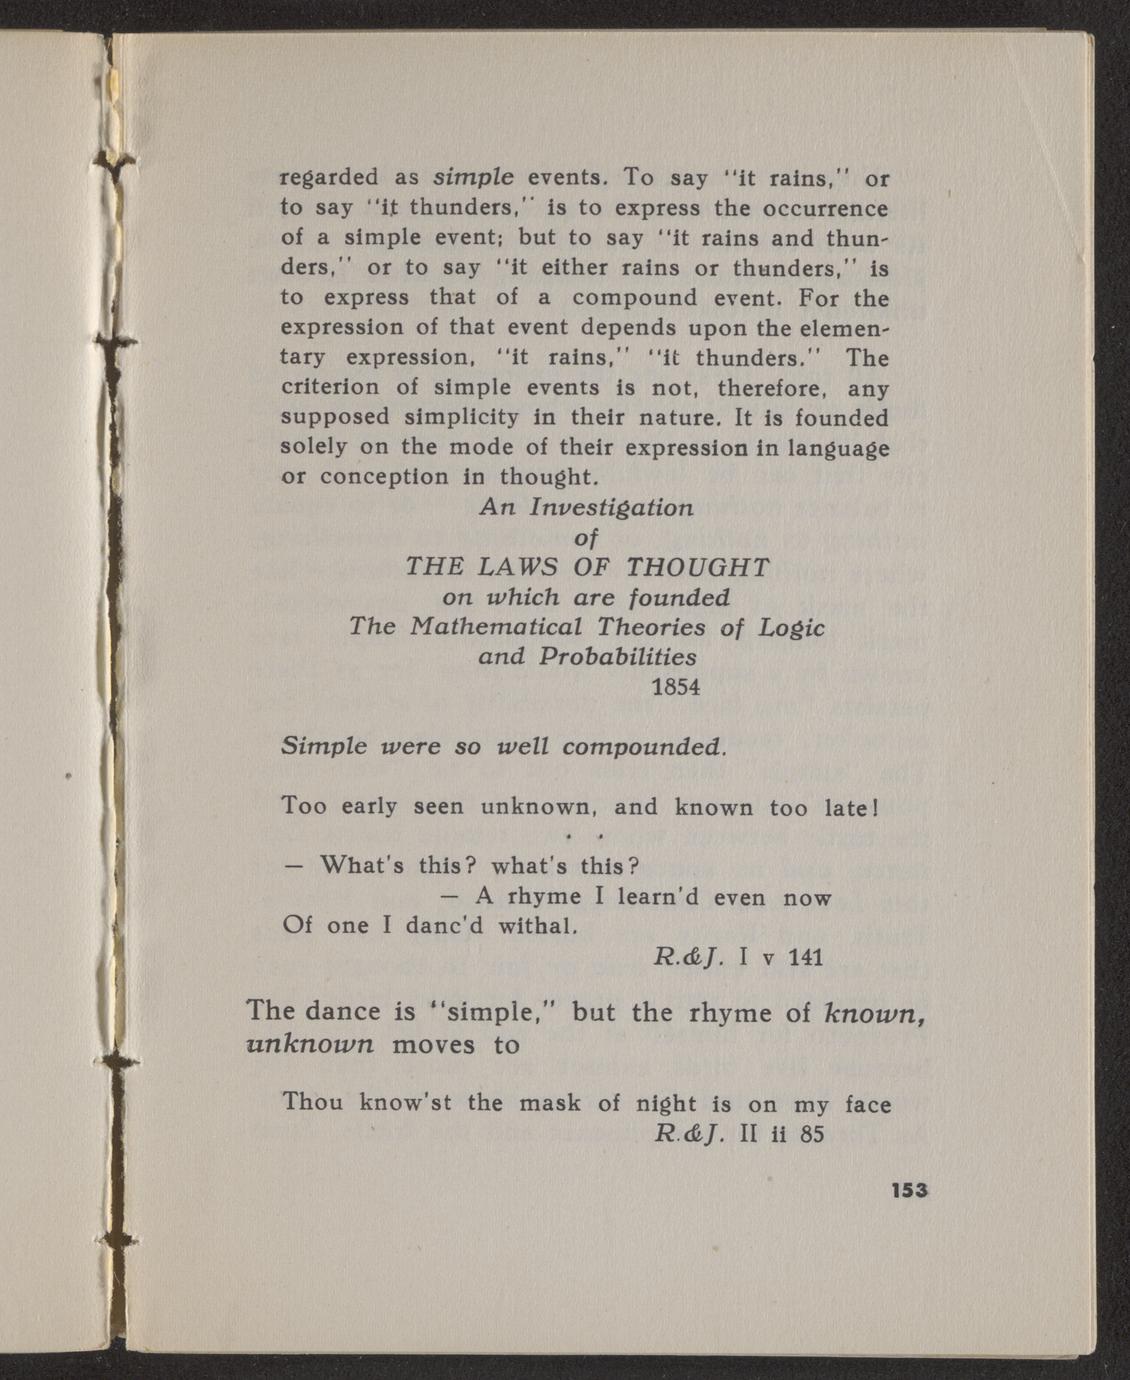 regarded as simple events. To say "it rains," or
to say "it thunders," is to express the occurrence
of a simple event; but to say "it rains and thun-
ders," or to say "it either rains or thunders," is
to express that of a compound event. For the
expression of that event depends upon the elemen-
tary expression, "it rains," "it thunders." The
criterion of simple events is not, therefore, any
supposed simplicity in their nature. It is founded
solely on the mode of their expression in language
or conception in thought.
An Investigation
of
THE LAWS OF THOUGHT
on which are founded
The Mathematical Theories of Logic
and Probabilities
1854
Simple were so well compounded.
Too early seen unknown, and known too late!
. .
— What's this? what's this?
— A rhyme I learn'd even now
Of one I danc'd withal.
R.&J. I v 141
The dance is "simple," but the rhyme of known,
unknown moves to
Thou know'st the mask of night is on my face
R.&J. II ii 85
153